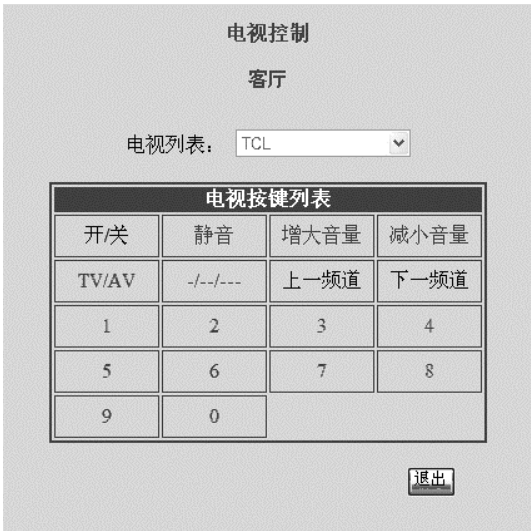 电视控制
客厅
电视列表： TCL
电视按键列表
开/关 静音 增大音量 减小音量
TV/AV -/--/--- 上一频道 下一频道
1 2 3 4
5 6 7 8
9 0
退出